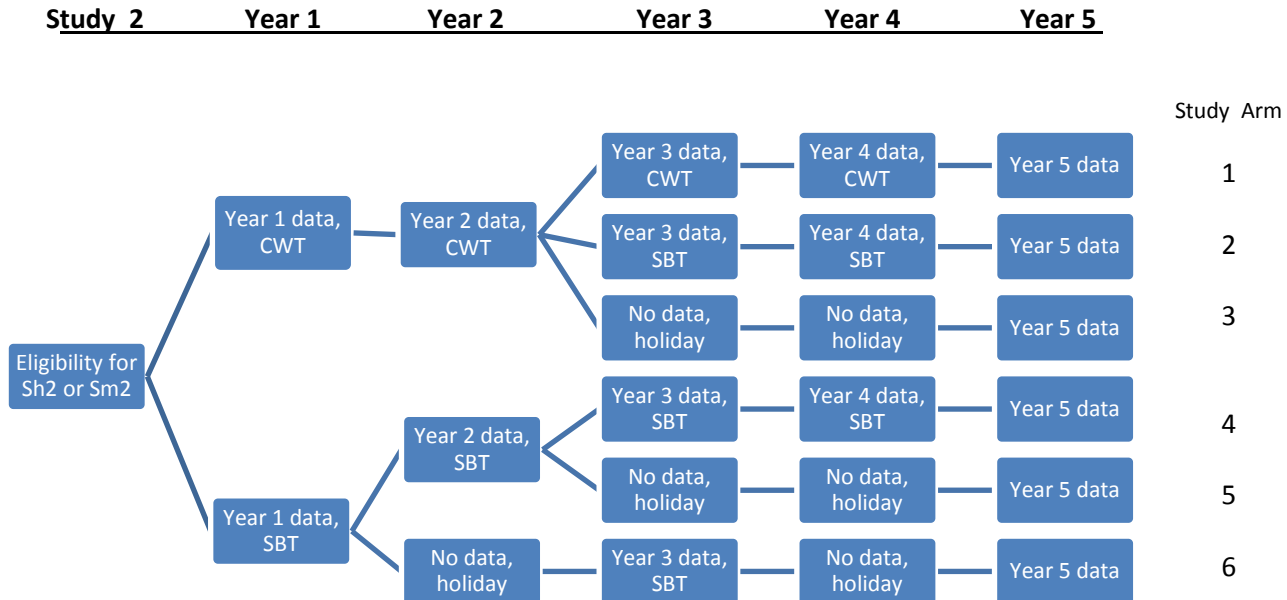 Study 2 Year 1 Year 2 Year 3 Year 4 Year 5
Study Arm
Eligibility for
Sh2 or Sm2
Year 1 data,
CWT
Year 2 data,
CWT
Year 3 data,
CWT
Year 4 data,
CWT
Year 5 data
1
Year 3 data,
SBT
Year 4 data,
SBT
Year 5 data
2
No data,
holiday
No data,
holiday
Year 5 data
3
Year 1 data,
SBT
Year 2 data,
SBT
Year 3 data,
SBT
Year 4 data,
SBT
Year 5 data
4
No data,
holiday
No data,
holiday
Year 5 data
5
No data,
holiday
Year 3 data,
SBT
No data,
holiday
Year 5 data
6